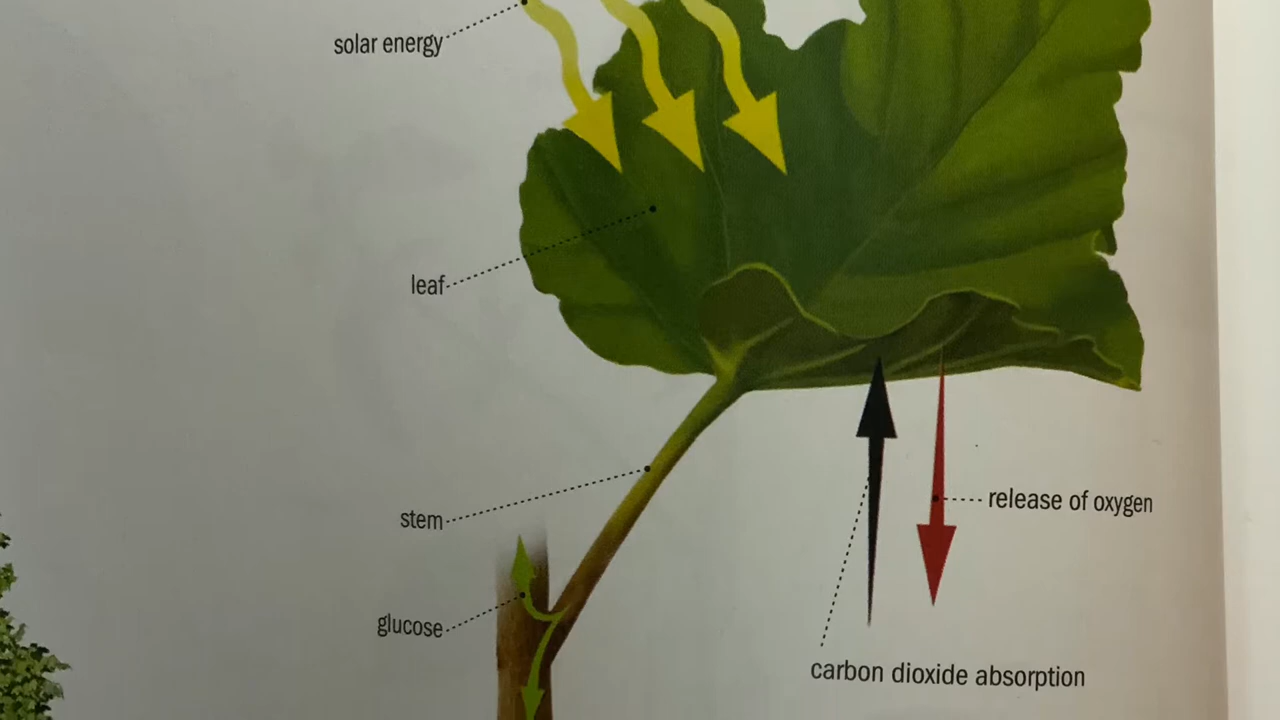 solar energy
leaf
stem
release of oxygen
glucose
carbon dioxide absorption